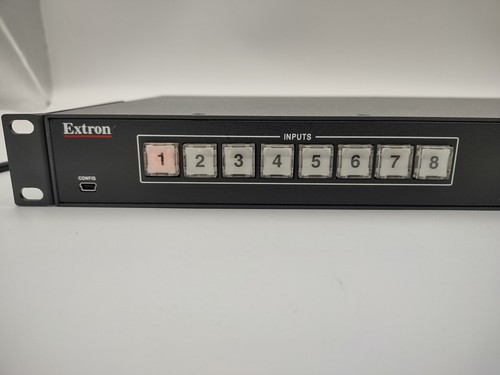 Extron
INPUTS
1 2 3 4 5 6 7 8
CONFIG